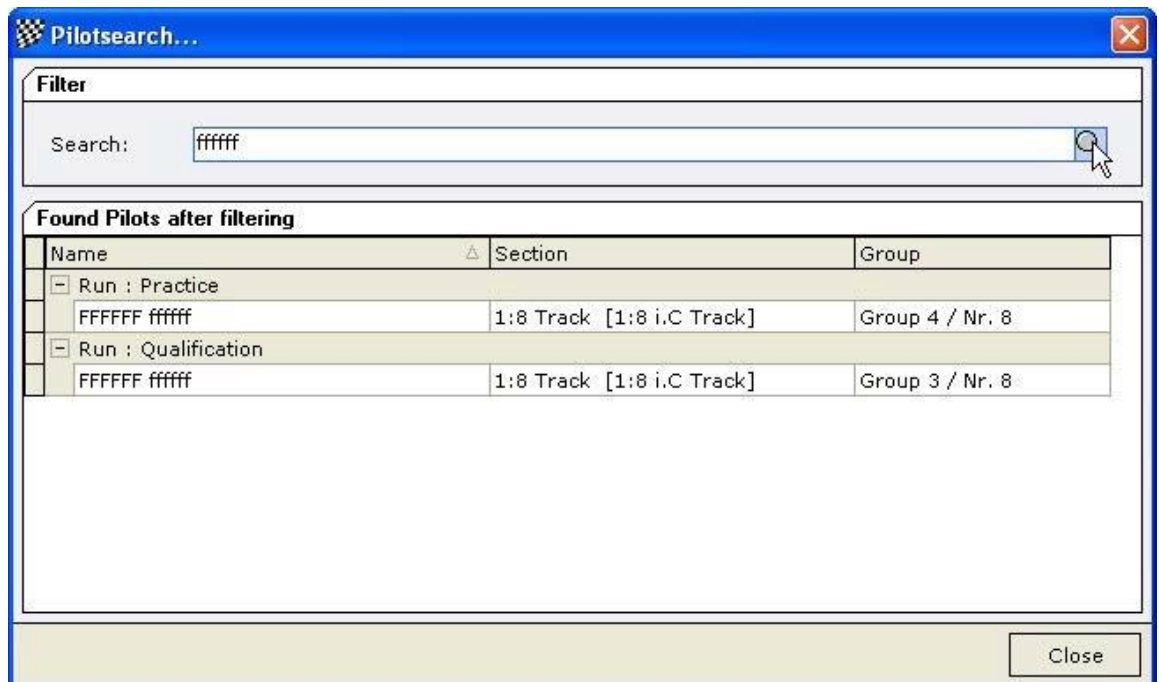 Pilotsearch...
Filter
Search: ffffff
Found Pilots after filtering
Name Section Group
Run : Practice
FFFFFF ffffff 1:8 Track [1:8 i.C Track] Group 4 / Nr. 8
Run : Qualification
FFFFFF ffffff 1:8 Track [1:8 i.C Track] Group 3 / Nr. 8
Close